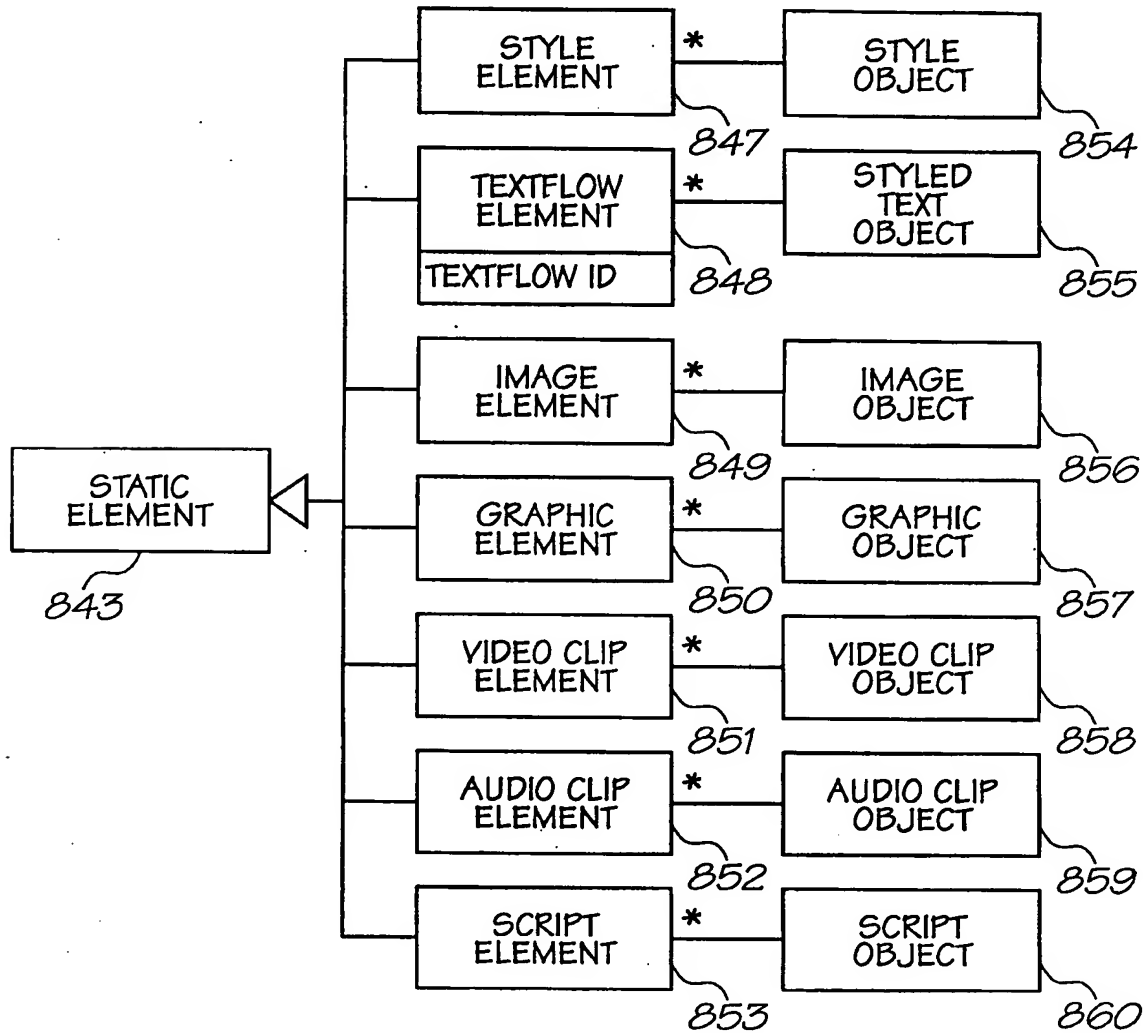 STYLE
ELEMENT
*
STYLE
OBJECT
847
854
TEXTFLOW
ELEMENT
TEXTFLOW ID
*
STYLED
TEXT
OBJECT
848
855
IMAGE
ELEMENT
*
IMAGE
OBJECT
849
856
STATIC
ELEMENT
843
GRAPHIC
ELEMENT
*
GRAPHIC
OBJECT
850
857
VIDEO CLIP
ELEMENT
*
VIDEO CLIP
OBJECT
851
858
AUDIO CLIP
ELEMENT
*
AUDIO CLIP
OBJECT
852
859
SCRIPT
ELEMENT
*
SCRIPT
OBJECT
853
860